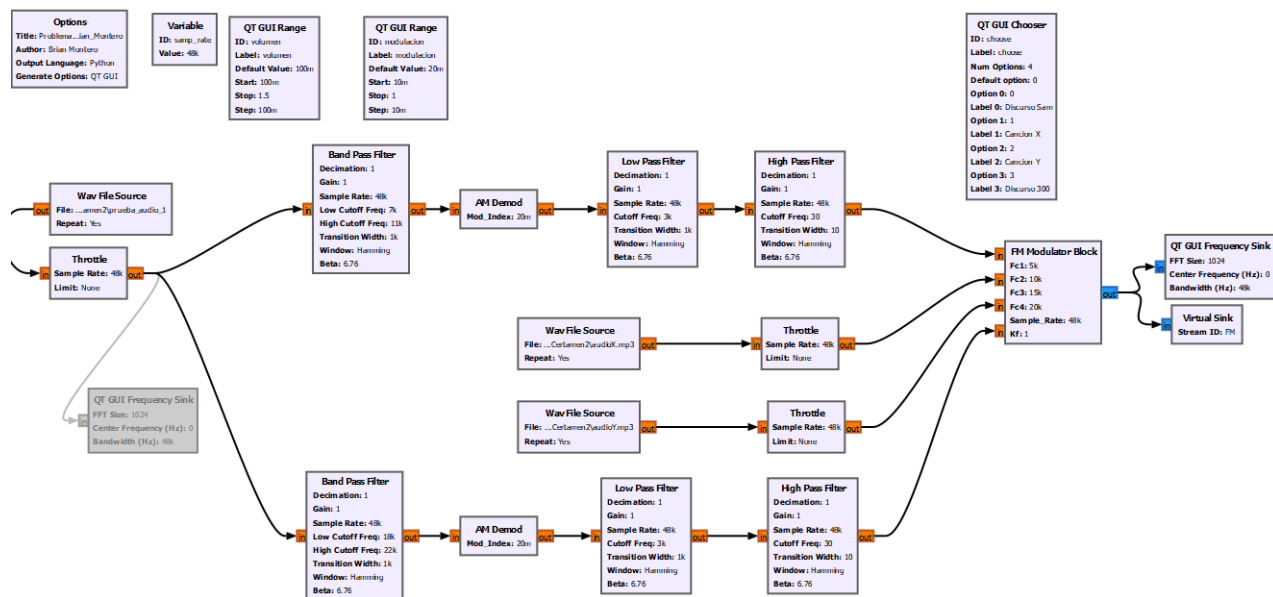 Options
Title: Problema...ian_Montero
Author: Brian Montero
Output Language: Python
Generate Options: QT GUI
Variable
ID: samp_rate
Value: 48k
QT GUI Range
ID: volumen
Label: volumen
Default Value: 100m
Start: 100m
Stop: 1.5
Step: 100m
QT GUI Range
ID: modulacion
Label: modulacion
Default Value: 20m
Start: 10m
Stop: 1
Step: 10m
QT GUI Chooser
ID: choose
Label: choose
Num Options: 4
Default option: 0
Option 0: 0
Label 0: Discurso Sam
Option 1: 1
Label 1: Cancion X
Option 2: 2
Label 2: Cancion Y
Option 3: 3
Label 3: Discurso 300
Wav File Source
File: ...amen2\prueba_audio_1
Repeat: Yes
out
Throttle
Sample Rate: 48k
Limit: None
in
out
QT GUI Frequency Sink
FFT Size: 1024
Center Frequency (Hz): 0
Bandwidth (Hz): 48k
in
Band Pass Filter
Decimation: 1
Gain: 1
Sample Rate: 48k
Low Cutoff Freq: 7k
High Cutoff Freq: 11k
Transition Width: 1k
Window: Hamming
Beta: 6.76
in
out
AM Demod
Mod_Index: 20m
in
out
Low Pass Filter
Decimation: 1
Gain: 1
Sample Rate: 48k
Cutoff Freq: 3k
Transition Width: 1k
Window: Hamming
Beta: 6.76
in
out
High Pass Filter
Decimation: 1
Gain: 1
Sample Rate: 48k
Cutoff Freq: 30
Transition Width: 10
Window: Hamming
Beta: 6.76
in
out
Wav File Source
File: ...Certamen2\audioX.mp3
Repeat: Yes
out
Throttle
Sample Rate: 48k
Limit: None
in
out
Wav File Source
File: ...Certamen2\audioY.mp3
Repeat: Yes
out
Throttle
Sample Rate: 48k
Limit: None
in
out
Band Pass Filter
Decimation: 1
Gain: 1
Sample Rate: 48k
Low Cutoff Freq: 18k
High Cutoff Freq: 22k
Transition Width: 1k
Window: Hamming
Beta: 6.76
in
out
AM Demod
Mod_Index: 20m
in
out
Low Pass Filter
Decimation: 1
Gain: 1
Sample Rate: 48k
Cutoff Freq: 3k
Transition Width: 1k
Window: Hamming
Beta: 6.76
in
out
High Pass Filter
Decimation: 1
Gain: 1
Sample Rate: 48k
Cutoff Freq: 30
Transition Width: 10
Window: Hamming
Beta: 6.76
in
out
FM Modulator Block
Fc1: 5k
Fc2: 10k
Fc3: 15k
Fc4: 20k
Sample_Rate: 48k
Kf: 1
in
in
in
in
out
QT GUI Frequency Sink
FFT Size: 1024
Center Frequency (Hz): 0
Bandwidth (Hz): 48k
in
Virtual Sink
Stream ID: FM
in